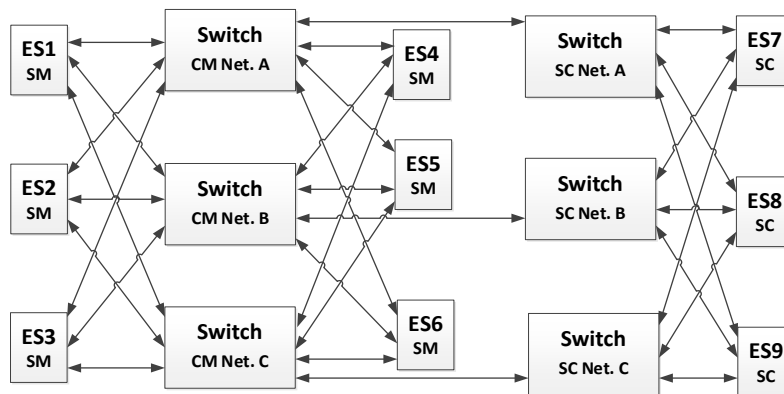 ES1
SM
ES2
SM
ES3
SM
Switch
CM Net. A
Switch
CM Net. B
Switch
CM Net. C
ES4
SM
ES5
SM
ES6
SM
Switch
SC Net. A
Switch
SC Net. B
Switch
SC Net. C
ES7
SC
ES8
SC
ES9
SC